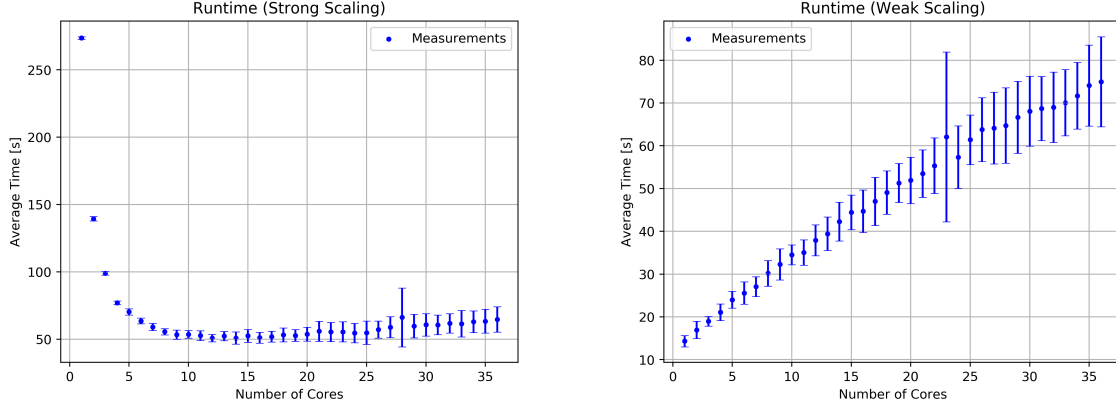 Runtime (Strong Scaling)
Measurements
250
200
150
100
50
0 5 10 15 20 25 30 35
Average Time [s]
Number of Cores
Runtime (Weak Scaling)
Measurements
80
70
60
50
40
30
20
10
0 5 10 15 20 25 30 35
Average Time [s]
Number of Cores